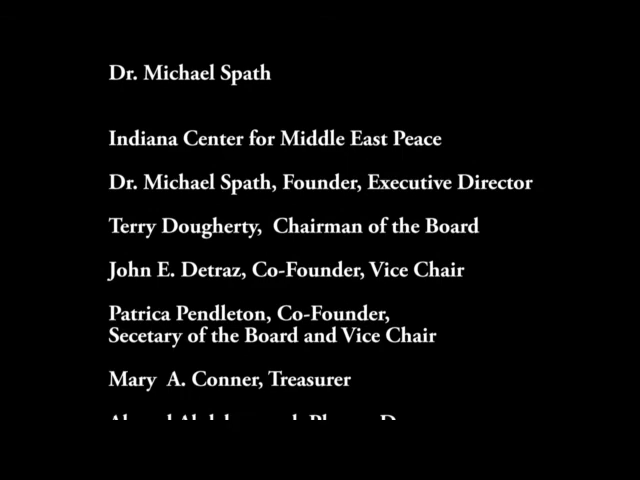 Dr. Michael Spath
Indiana Center for Middle East Peace
Dr. Michael Spath, Founder, Executive Director
Terry Dougherty,  Chairman of the Board
John E. Detraz, Co-Founder, Vice Chair
Patrica Pendleton, Co-Founder,
Secetary of the Board and Vice Chair
Mary  A. Conner, Treasurer